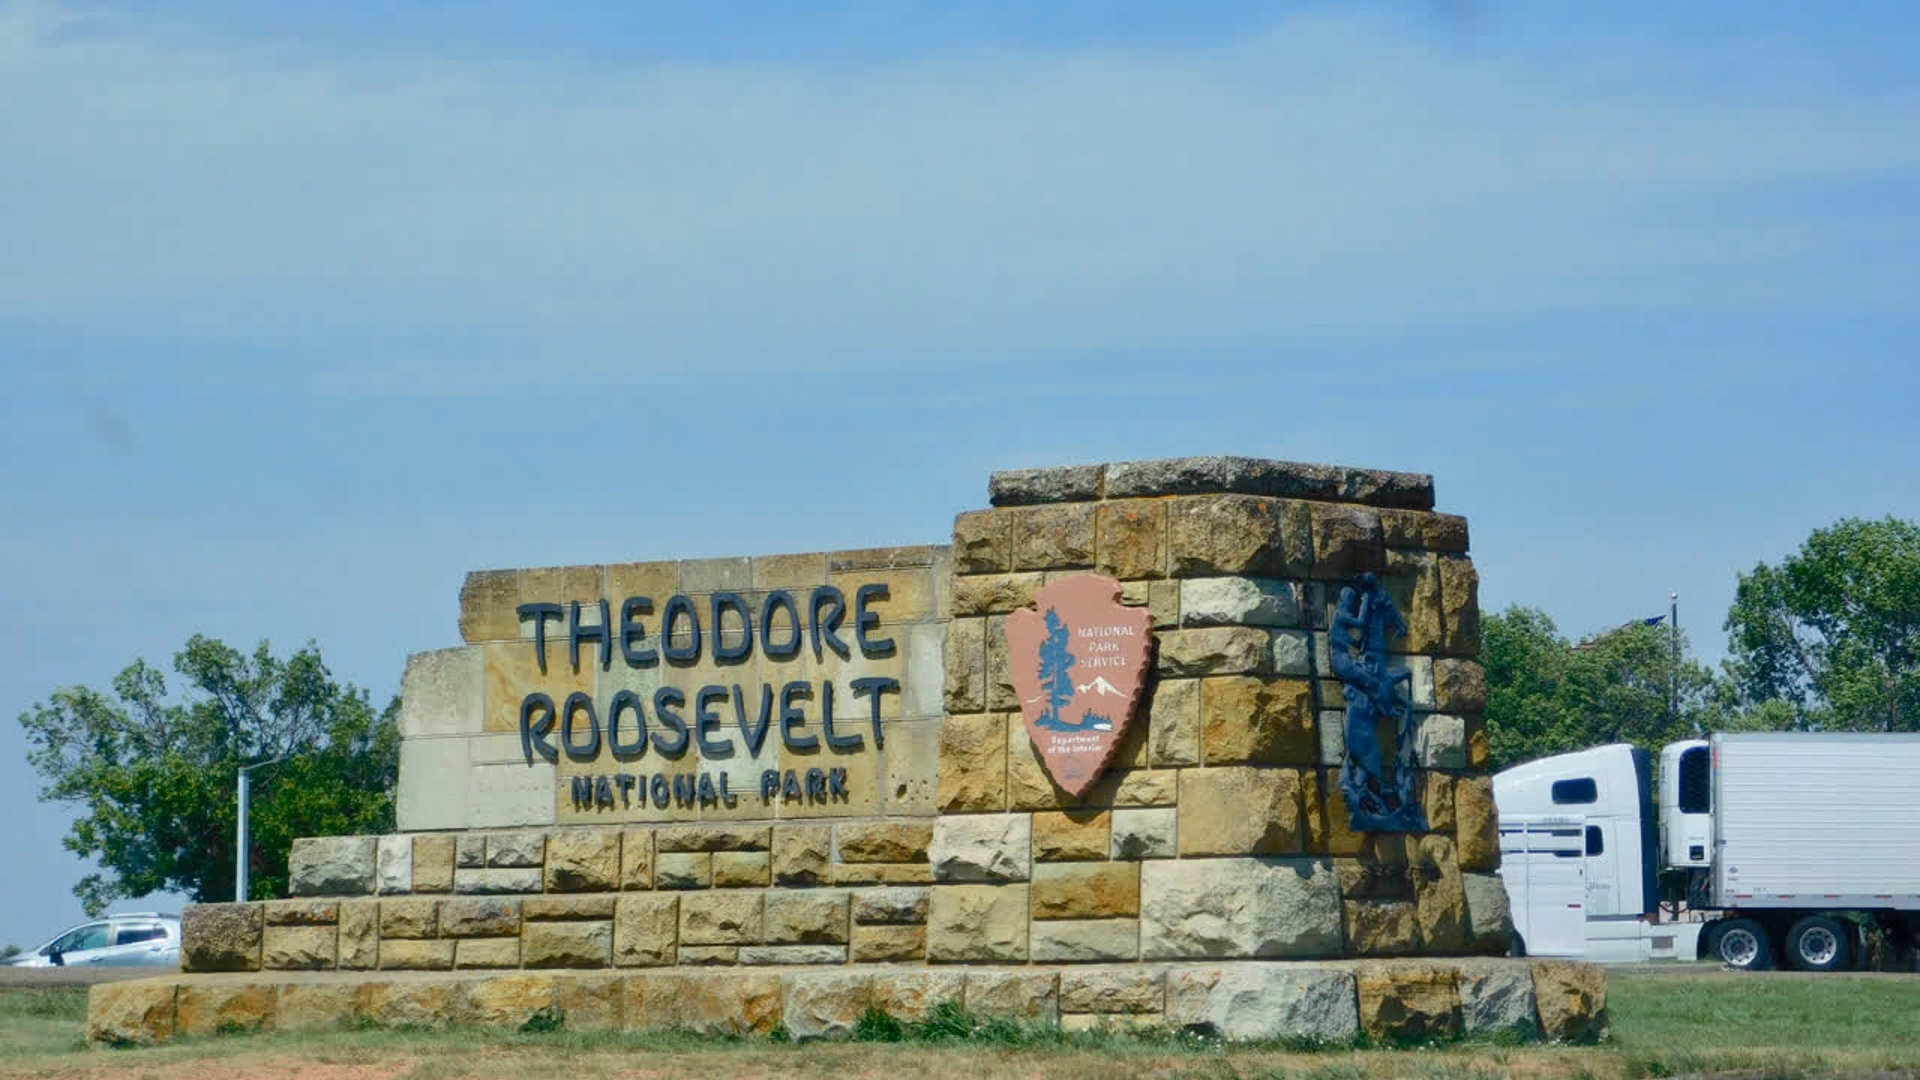 THEODORE
ROOSEVELT
NATIONAL PARK
NATIONAL
PARK
SERVICE
Department
of the Interior